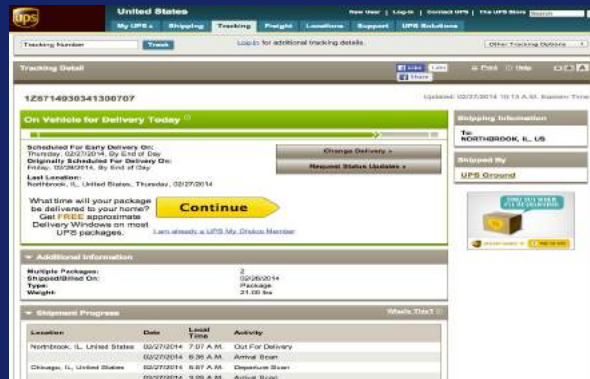 ups
United States
New User | Log-In | Contact UPS | The UPS Store
My UPS Shipping Tracking Freight Locations Support UPS Solutions
Tracking Number Track Log-In for additional tracking details. Other Tracking Options
Tracking Detail Like Print Help A
Share
1Z6714930341300707 Updated: 02/27/2014 10:13 A.M. Eastern Time
On Vehicle for Delivery Today
Scheduled For Early Delivery On:
Thursday, 02/27/2014, By End of Day
Originally Scheduled For Delivery On:
Friday, 02/28/2014, By End of Day
Last Location:
Northbrook, IL, United States, Thursday, 02/27/2014
Change Delivery »
Request Status Updates »
What time will your package
be delivered to your home?
Get FREE approximate
Delivery Windows on most
UPS packages.
Continue
I am already a UPS My Choice Member
Shipping Information
To:
NORTHBROOK, IL, US
Shipped By
UPS Ground
Additional Information
Multiple Packages: 2
Shipped/Billed On: 02/26/2014
Type: Package
Weight: 21.00 lbs
Shipment Progress What's This?
Location Date Local Time Activity
Northbrook, IL, United States 02/27/2014 7:07 A.M. Out For Delivery
02/27/2014 6:36 A.M. Arrival Scan
Chicago, IL, United States 02/27/2014 Departure Scan
02/27/2014 Arrival Scan